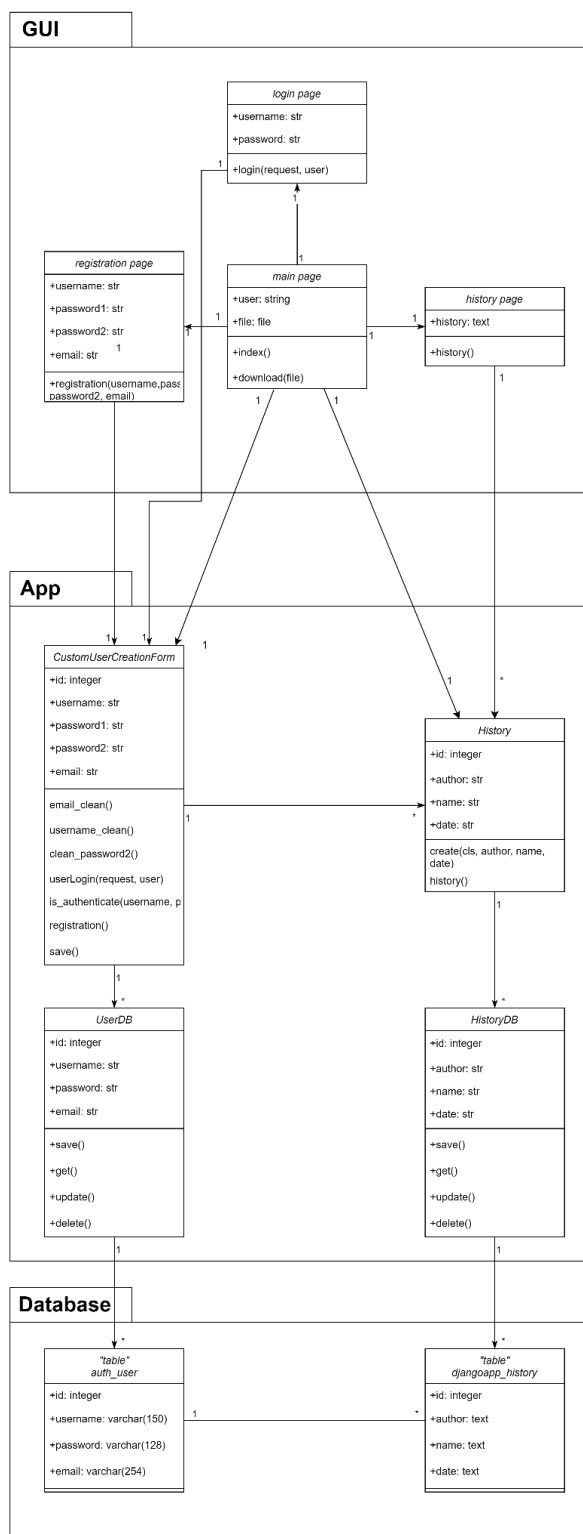 GUI
login page
+username: str
+password: str
+login(request, user)
1
1
1
registration page
+username: str
+password1: str
+password2: str
+email: str
1
+registration(username,pass
password2, email)
main page
+user: string
+file: file
+index()
+download(file)
1
1
1
1
1
1
history page
+history: text
+history()
1
App
1
1
1
CustomUserCreationForm
+id: integer
+username: str
+password1: str
+password2: str
+email: str
email_clean()
username_clean()
clean_password2()
userLogin(request, user)
is_authenticate(username, p
registration()
save()
1
*
1
*
History
+id: integer
+author: str
+name: str
+date: str
create(cls, author, name,
date)
history()
1
*
1
*
UserDB
+id: integer
+username: str
+password: str
+email: str
+save()
+get()
+update()
+delete()
1
1
*
HistoryDB
+id: integer
+author: str
+name: str
+date: str
+save()
+get()
+update()
+delete()
1
Database
*
"table"
auth_user
+id: integer
+username: varchar(150)
+password: varchar(128)
+email: varchar(254)
1
*
*
"table"
djangoapp_history
+id: integer
+author: text
+name: text
+date: text